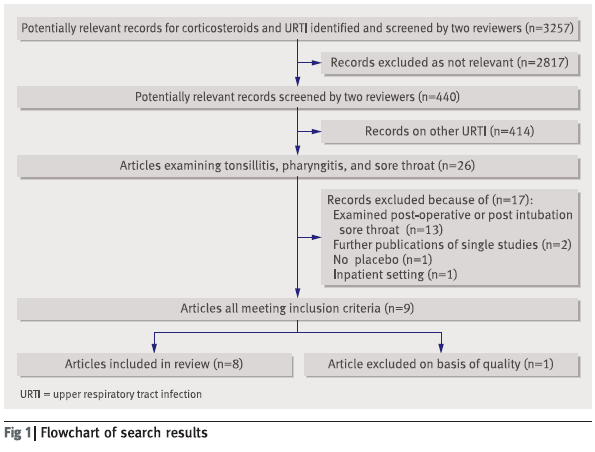 Potentially relevant records for corticosteroids and URTI identified and screened by two reviewers (n=3257)
Records excluded as not relevant (n=2817)
Potentially relevant records screened by two reviewers (n=440)
Records on other URTI (n=414)
Articles examining tonsillitis, pharyngitis, and sore throat (n=26)
Records excluded because of (n=17):
Examined post-operative or post intubation
sore throat (n=13)
Further publications of single studies (n=2)
No placebo (n=1)
Inpatient setting (n=1)
Articles all meeting inclusion criteria (n=9)
Articles included in review (n=8)
Article excluded on basis of quality (n=1)
URTI = upper respiratory tract infection
Fig 1| Flowchart of search results